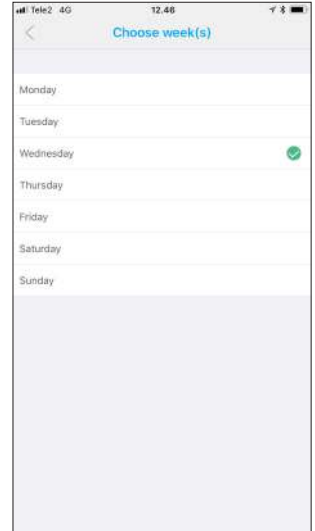 Tele2 4G 12.46
Choose week(s)
Monday
Tuesday
Wednesday
Thursday
Friday
Saturday
Sunday